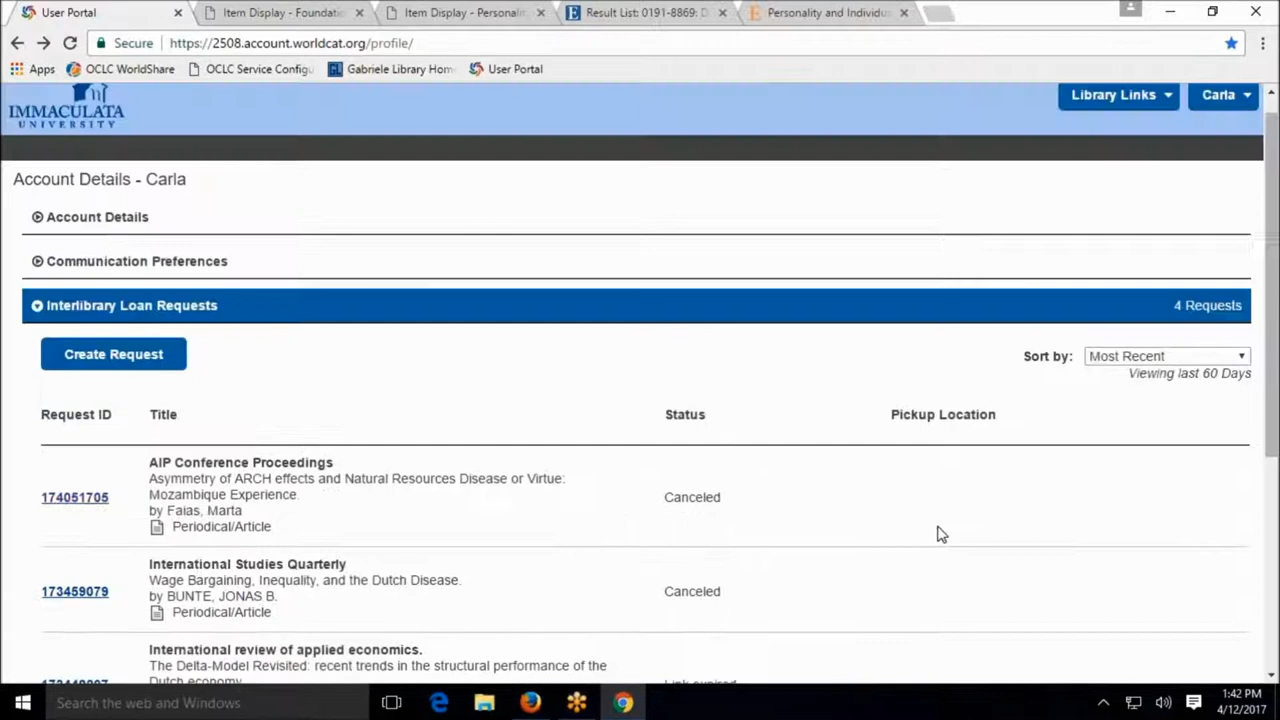 User Portal
Item Display - Foundatic
Item Display - Personalit
Result List: 0191-8869: D
Personality and Individu
Secure https://2508.account.worldcat.org/profile/
Apps OCLC WorldShare OCLC Service Configu Gabriele Library Hom User Portal
IMMACULATA
UNIVERSITY
Library Links
Carla
Account Details - Carla
Account Details
Communication Preferences
Interlibrary Loan Requests 4 Requests
Create Request
Sort by: Most Recent
Viewing last 60 Days
Request ID Title Status Pickup Location
AIP Conference Proceedings
Asymmetry of ARCH effects and Natural Resources Disease or Virtue:
Mozambique Experience.
by Faias, Marta
Periodical/Article
174051705
Canceled
International Studies Quarterly
Wage Bargaining, Inequality, and the Dutch Disease.
by BUNTE, JONAS B.
Periodical/Article
173459079
Canceled
International review of applied economics.
The Delta-Model Revisited: recent trends in the structural performance of the
Dutch economy
Link expired
Search the web and Windows
1:42 PM
4/12/2017